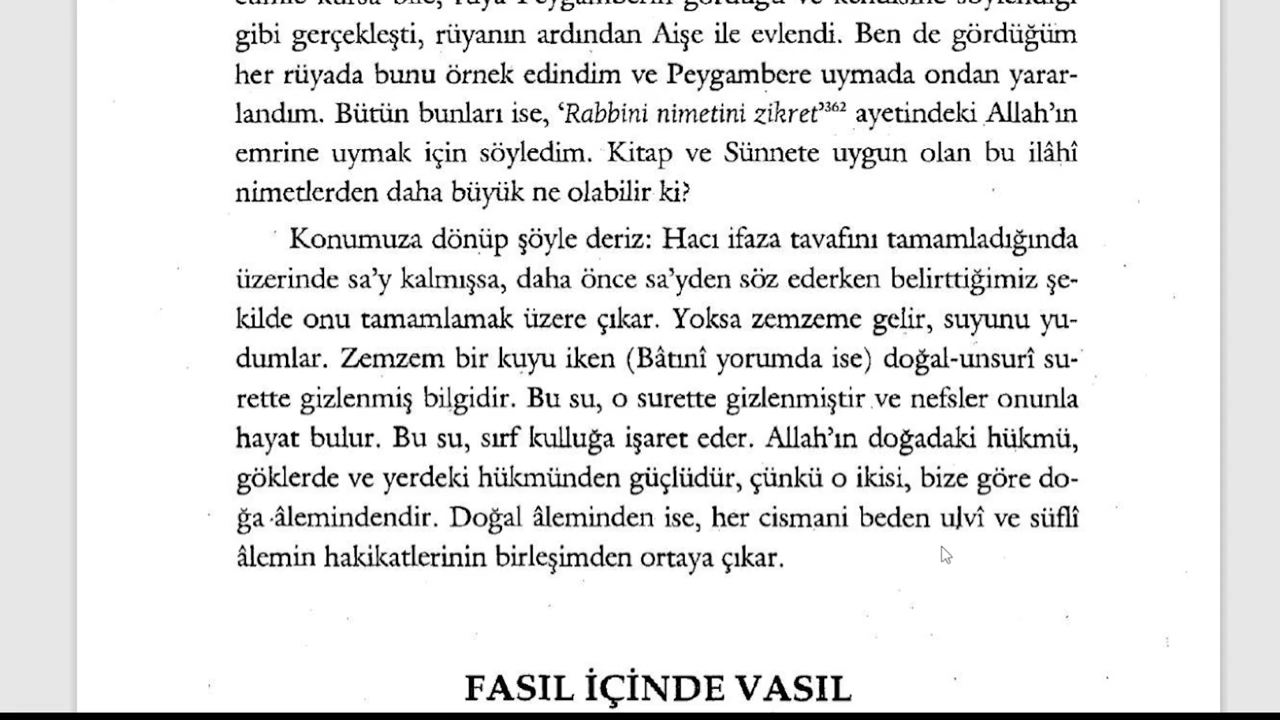 gibi gerçekleşti, rüyanın ardından Aişe ile evlendi. Ben de gördüğüm
her rüyada bunu örnek edindim ve Peygambere uymada ondan yarar-
landım. Bütün bunları ise, ‘Rabbini nimetini zikret’³⁶² ayetindeki Allah’ın
emrine uymak için söyledim. Kitap ve Sünnete uygun olan bu ilâhî
nimetlerden daha büyük ne olabilir ki?
Konumuza dönüp şöyle deriz: Hacı ifaza tavafını tamamladığında
üzerinde sa’y kalmışsa, daha önce sa’yden söz ederken belirttiğimiz şe-
kilde onu tamamlamak üzere çıkar. Yoksa zemzeme gelir, suyunu yu-
dumlar. Zemzem bir kuyu iken (Bâtınî yorumda ise) doğal-unsurî su-
rette gizlenmiş bilgidir. Bu su, o surette gizlenmiştir ve nefsler onunla
hayat bulur. Bu su, sırf kulluğa işaret eder. Allah’ın doğadaki hükmü,
göklerde ve yerdeki hükmünden güçlüdür, çünkü o ikisi, bize göre do-
ğa âlemindendir. Doğal âleminden ise, her cismani beden ulvî ve süflî
âlemin hakikatlerinin birleşimden ortaya çıkar.
FASIL İÇİNDE VASIL